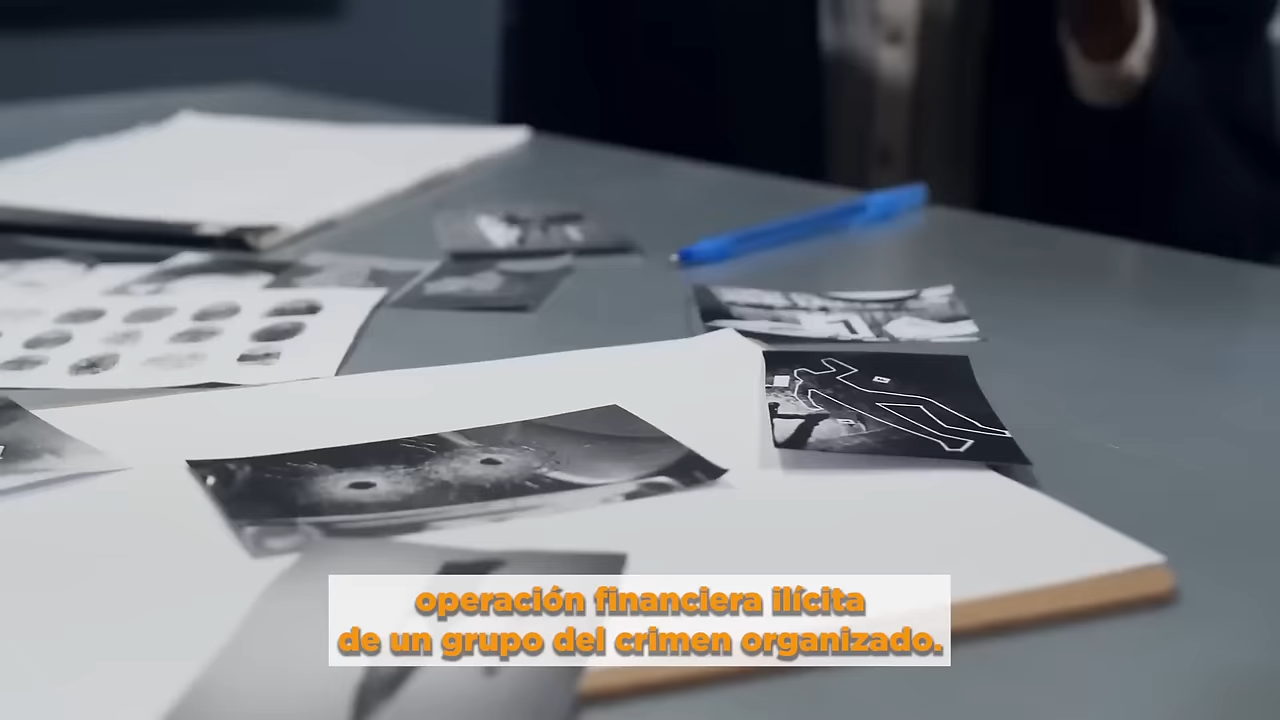 operación financiera ilícita
de un grupo del crimen organizado.